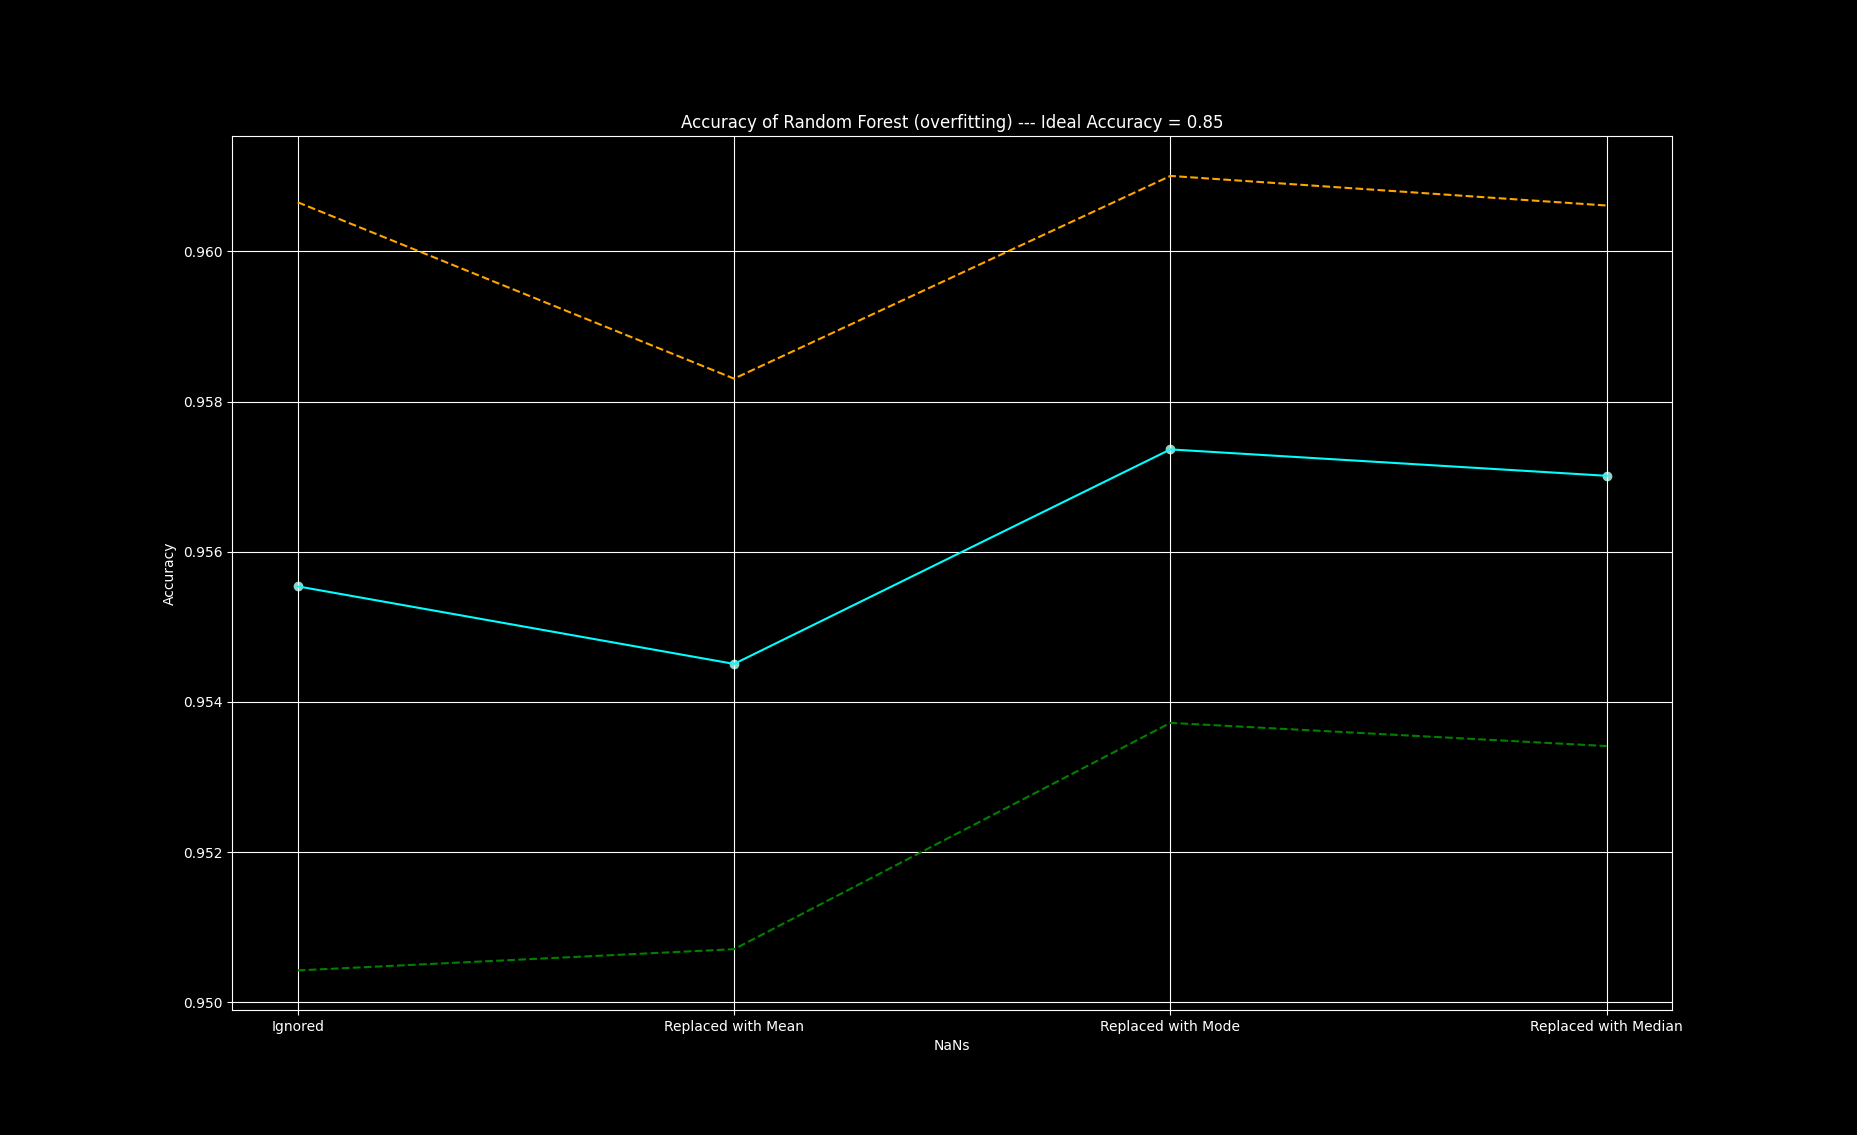 Accuracy of Random Forest (overfitting) --- Ideal Accuracy = 0.85
0.960
0.958
0.956
0.954
0.952
0.950
Accuracy
Ignored
Replaced with Mean
Replaced with Mode
Replaced with Median
NaNs